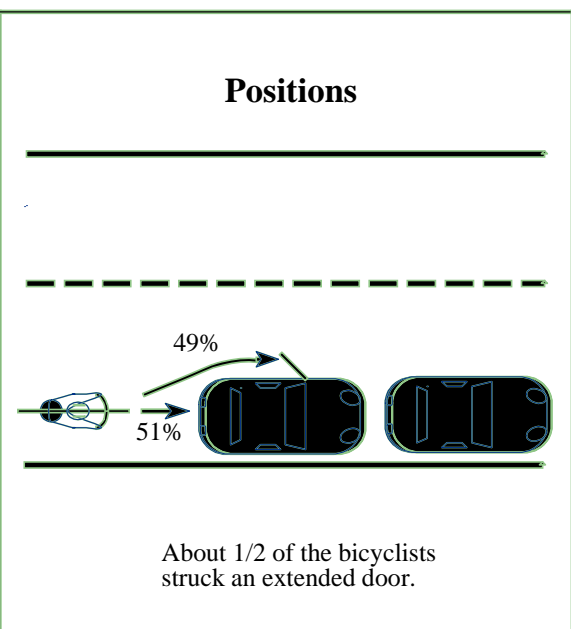 Positions
49%
51%
About 1/2 of the bicyclists
struck an extended door.